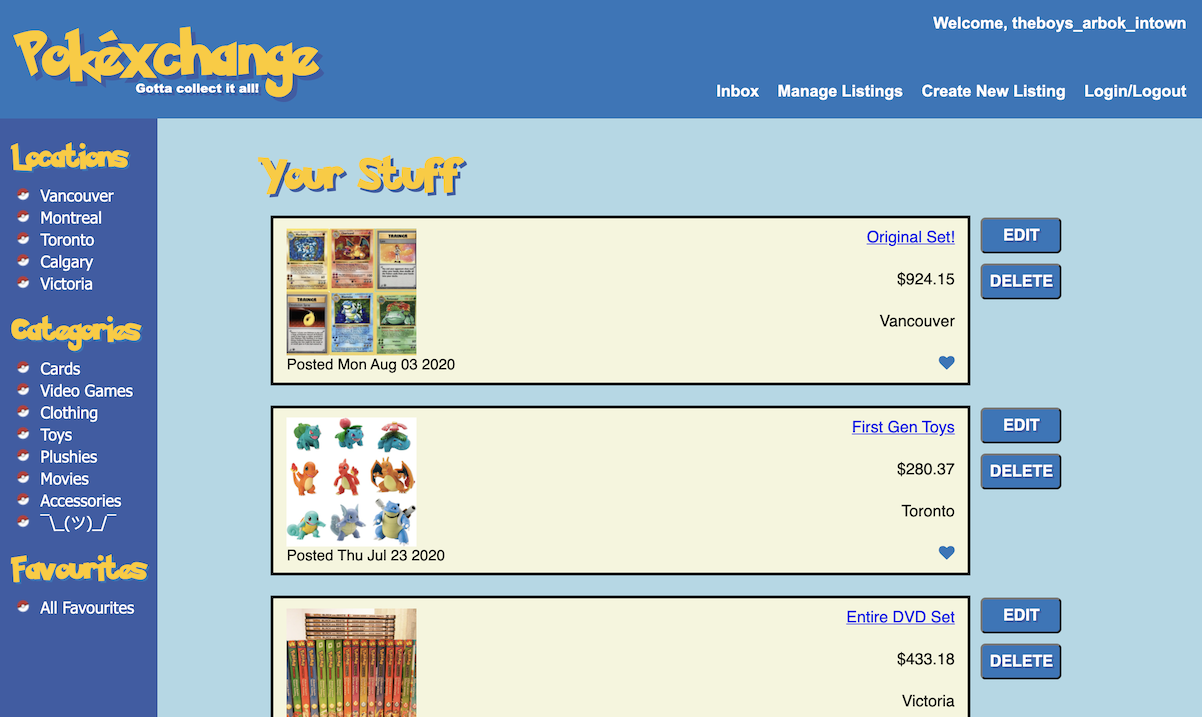 Pokéxchange
Gotta collect it all!
Welcome, theboys_arbok_intown
Inbox Manage Listings Create New Listing Login/Logout
Locations
Vancouver
Montreal
Toronto
Calgary
Victoria
Categories
Cards
Video Games
Clothing
Toys
Plushies
Movies
Accessories
¯\_(ツ)_/¯
Favourites
All Favourites
Your Stuff
TRAINER
TRAINER
Original Set!
$924.15
Vancouver
Posted Mon Aug 03 2020
EDIT
DELETE
First Gen Toys
$280.37
Toronto
Posted Thu Jul 23 2020
EDIT
DELETE
Entire DVD Set
$433.18
Victoria
EDIT
DELETE